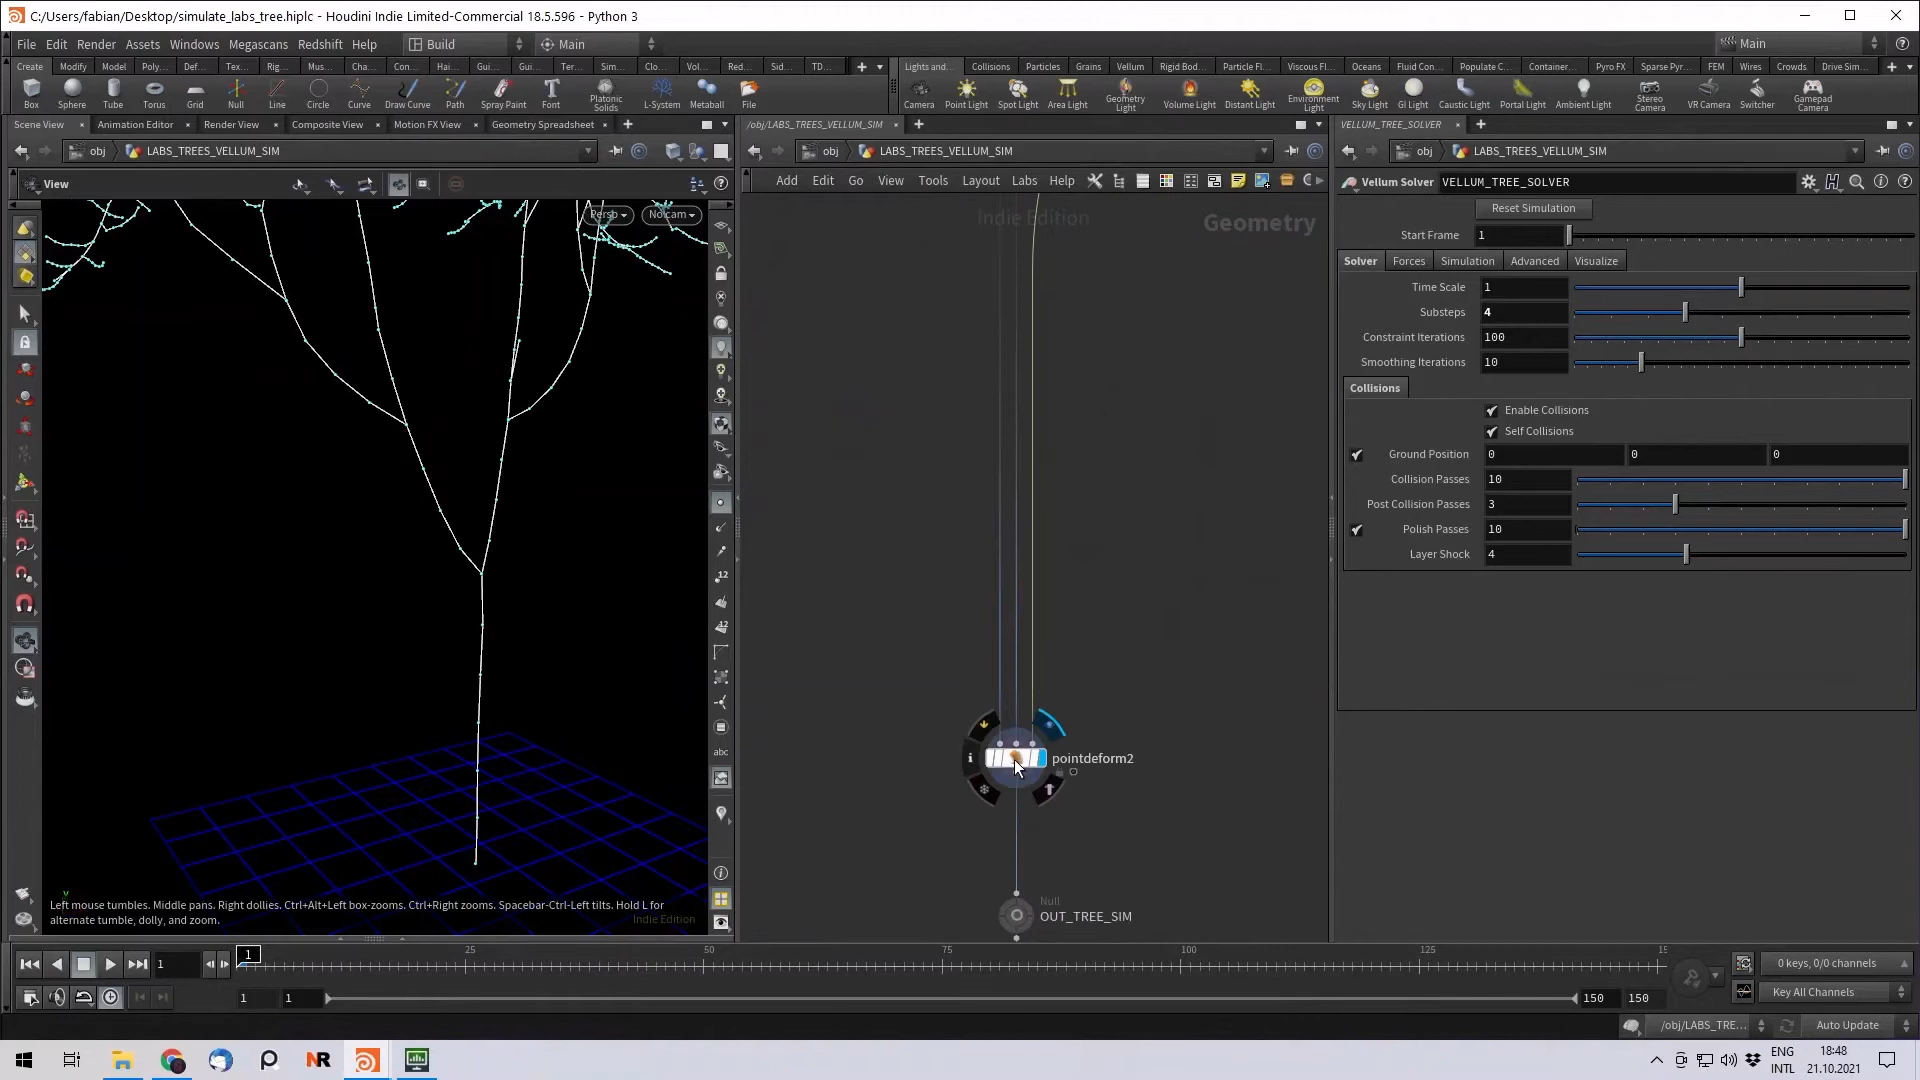 C:/Users/fabian/Desktop/simulate_labs_tree.hiplc - Houdini Indie Limited-Commercial 18.5.596 - Python 3
File Edit Render Assets Windows Megascans Redshift Help Build Main Main
Create Modify Model Poly... Def... Tex... Rig... Mus... Cha... Con... Hai... Gui... Gui... Ter... Sim... Clo... Vol... Red... Sid... TD...
Lights and... Collisions Particles Grains Vellum Rigid Bod... Particle Fl... Viscous Fl... Oceans Fluid Con... Populate C... Container... Pyro FX Sparse Pyr... FEM Wires Crowds Drive Sim...
Box Sphere Tube Torus Grid Null Line Circle Curve Draw Curve Path Spray Paint Font Platonic Solids L-System Metaball File
Camera Point Light Spot Light Area Light Geometry Light Volume Light Distant Light Environment Light Sky Light GI Light Caustic Light Portal Light Ambient Light Stereo Camera VR Camera Switcher Gamepad Camera
Scene View Animation Editor Render View Composite View Motion FX View Geometry Spreadsheet
/obj/LABS_TREES_VELLUM_SIM
VELLUM_TREE_SOLVER
obj LABS_TREES_VELLUM_SIM
obj LABS_TREES_VELLUM_SIM
obj LABS_TREES_VELLUM_SIM
View
Persp No cam
12
12
abc
Left mouse tumbles. Middle pans. Right dollies. Ctrl+Alt+Left box-zooms. Ctrl+Right zooms. Spacebar-Ctrl-Left tilts. Hold L for
alternate tumble, dolly, and zoom.
Indie Edition
Add Edit Go View Tools Layout Labs Help
Indie Edition
Geometry
pointdeform2
Null
OUT_TREE_SIM
Vellum Solver VELLUM_TREE_SOLVER
Reset Simulation
Start Frame 1
Solver Forces Simulation Advanced Visualize
Time Scale 1
Substeps 4
Constraint Iterations 100
Smoothing Iterations 10
Collisions
Enable Collisions
Self Collisions
Ground Position 0 0 0
Collision Passes 10
Post Collision Passes 3
Polish Passes 10
Layer Shock 4
1 1 25 50 75 100 125 15
0 keys, 0/0 channels
1 1 150 150
Key All Channels
/obj/LABS_TRE... Auto Update
NR
ENG
INTL
18:48
21.10.2021